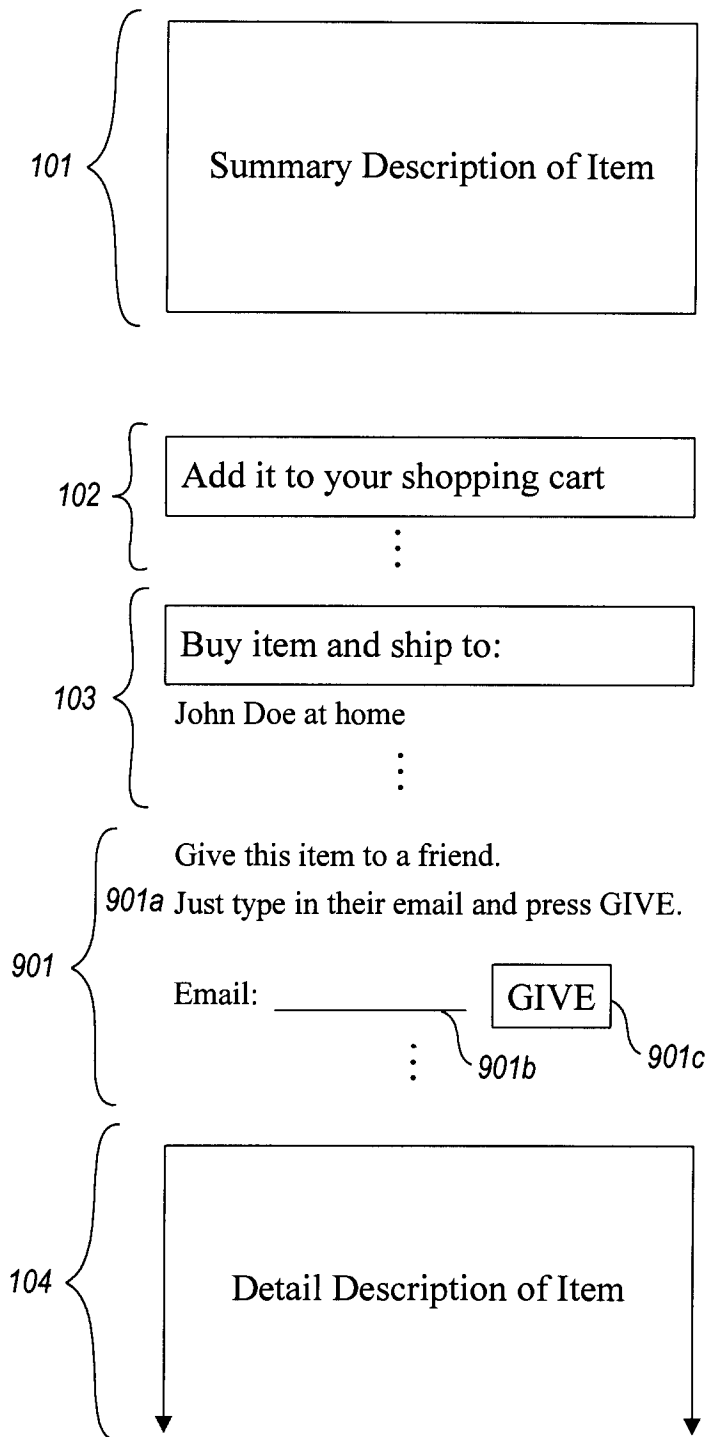 101
Summary Description of Item
102
Add it to your shopping cart
103
Buy item and ship to:
John Doe at home
901
Give this item to a friend.
901a Just type in their email and press GIVE.
Email: GIVE
901b
901c
104
Detail Description of Item